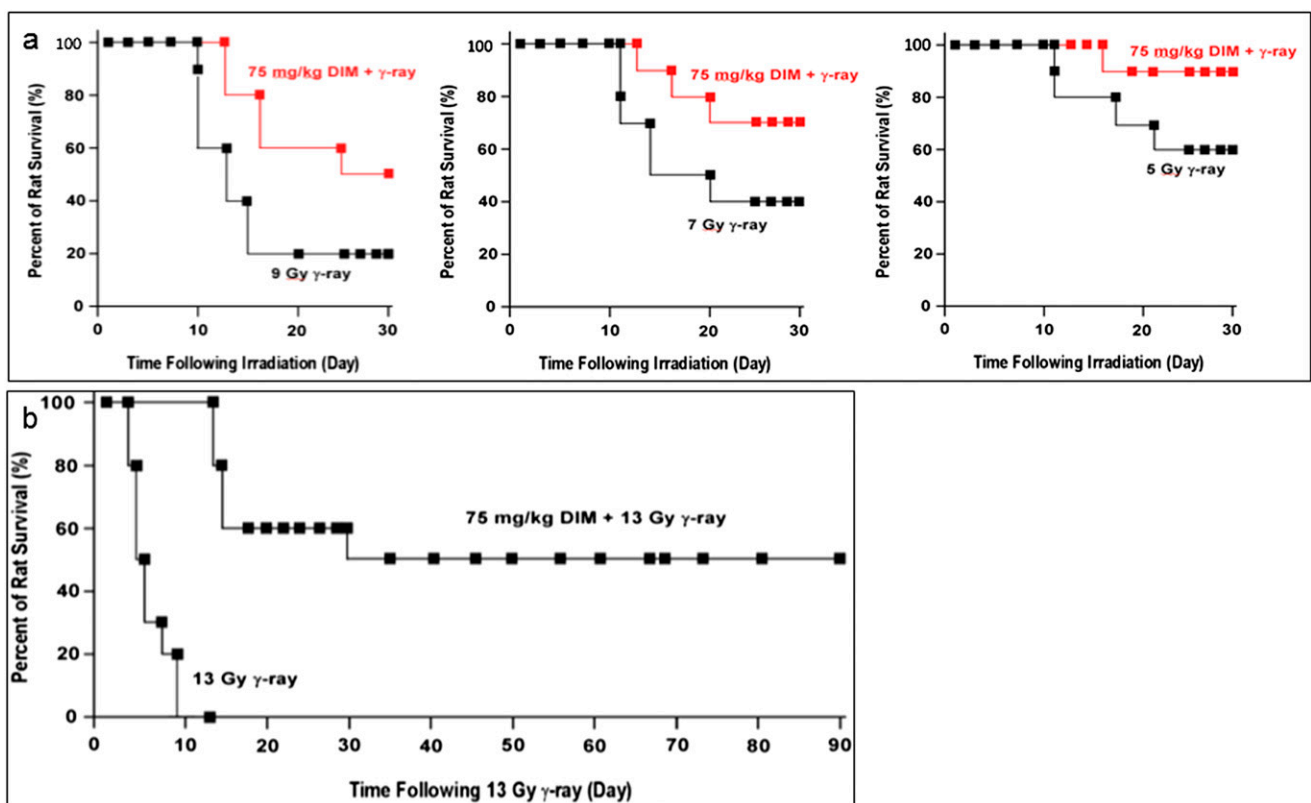 a
Percent of Rat Survival (%)
100
80
60
40
20
0
0 10 20 30
75 mg/kg DIM + γ-ray
9 Gy γ-ray
Time Following Irradiation (Day)
Percent of Rat Survival (%)
100
80
60
40
20
0
0 10 20 30
75 mg/kg DIM + γ-ray
7 Gy γ-ray
Time Following Irradiation (Day)
Percent of Rat Survival (%)
100
80
60
40
20
0
0 10 20 30
75 mg/kg DIM + γ-ray
5 Gy γ-ray
Time Following Irradiation (Day)
b
Percent of Rat Survival (%)
100
80
60
40
20
0
75 mg/kg DIM + 13 Gy γ-ray
13 Gy γ-ray
0 10 20 30 40 50 60 70 80 90
Time Following 13 Gy γ-ray (Day)